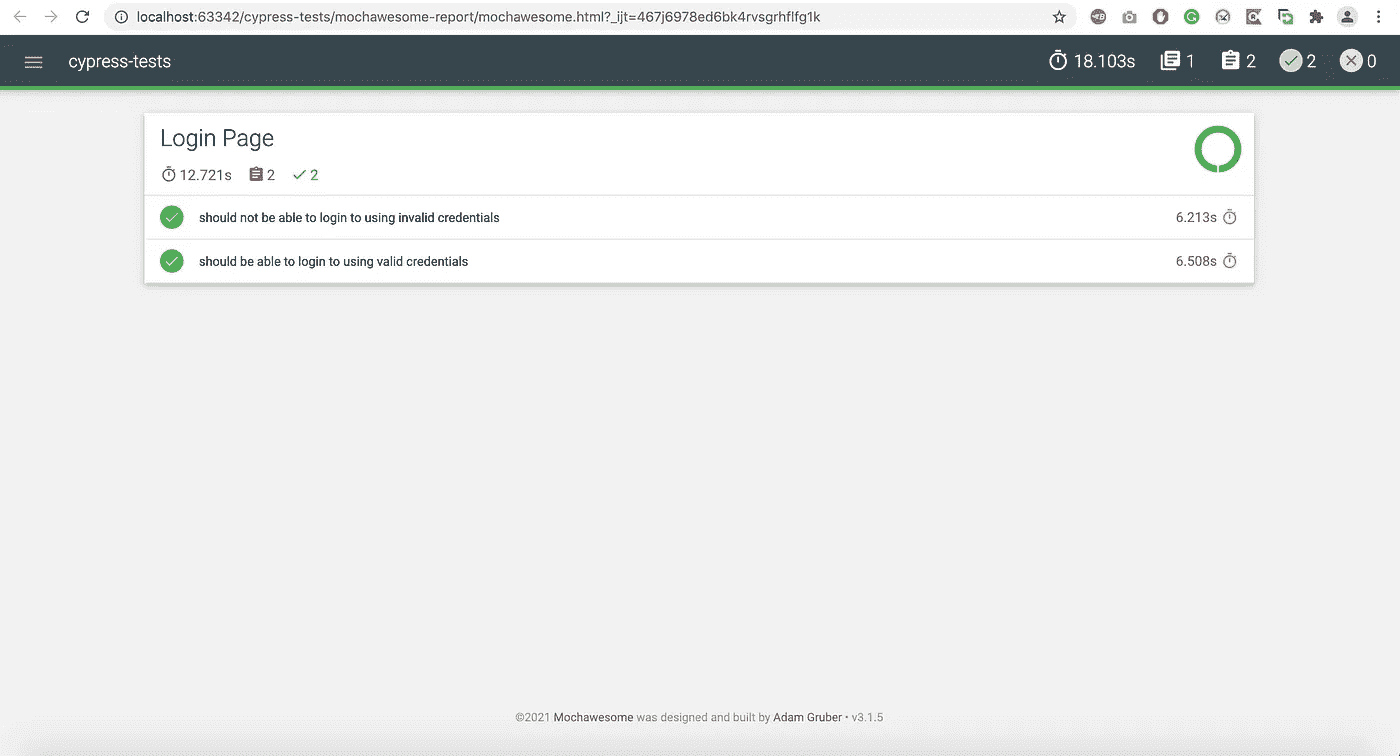 localhost:63342/cypress-tests/mochawesome-report/mochawesome.html?_ijt=467j6978ed6bk4rvsgrhflfg1k
cypress-tests 18.103s 1 2 2 0
Login Page
12.721s 2 2
should not be able to login to using invalid credentials 6.213s
should be able to login to using valid credentials 6.508s
©2021 Mochawesome was designed and built by Adam Gruber • v3.1.5